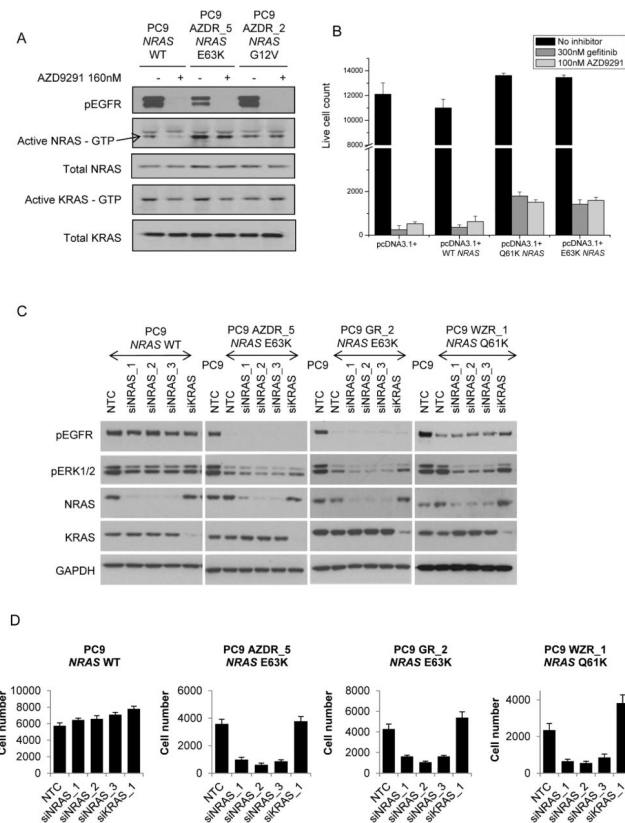 A
PC9
NRAS
WT
PC9
AZDR_5
NRAS
E63K
PC9
AZDR_2
NRAS
G12V
AZD9291 160nM
- + - + - +
pEGFR
Active NRAS - GTP
Total NRAS
Active KRAS - GTP
Total KRAS
B
No inhibitor
300nM gefitinib
100nM AZD9291
Live cell count
14000
12000
10000
8000
2000
0
pcDNA3.1+
pcDNA3.1+
WT NRAS
pcDNA3.1+
Q61K NRAS
pcDNA3.1+
E63K NRAS
C
PC9
NRAS WT
PC9 AZDR_5
NRAS E63K
PC9 GR_2
NRAS E63K
PC9 WZR_1
NRAS Q61K
PC9
PC9
PC9
NTC
siNRAS_1
siNRAS_2
siNRAS_3
siKRAS
NTC
NTC
siNRAS_1
siNRAS_2
siNRAS_3
siKRAS
NTC
NTC
siNRAS_1
siNRAS_2
siNRAS_3
siKRAS
NTC
NTC
siNRAS_1
siNRAS_2
siNRAS_3
siKRAS
pEGFR
pERK1/2
NRAS
KRAS
GAPDH
D
PC9
NRAS WT
Cell number
10000
8000
6000
4000
2000
0
NTC
siNRAS_1
siNRAS_2
siNRAS_3
siKRAS_1
PC9 AZDR_5
NRAS E63K
Cell number
6000
4000
2000
0
NTC
siNRAS_1
siNRAS_2
siNRAS_3
siKRAS_1
PC9 GR_2
NRAS E63K
Cell number
8000
6000
4000
2000
0
NTC
siNRAS_1
siNRAS_2
siNRAS_3
siKRAS_1
PC9 WZR_1
NRAS Q61K
Cell number
4000
2000
0
NTC
siNRAS_1
siNRAS_2
siNRAS_3
siKRAS_1